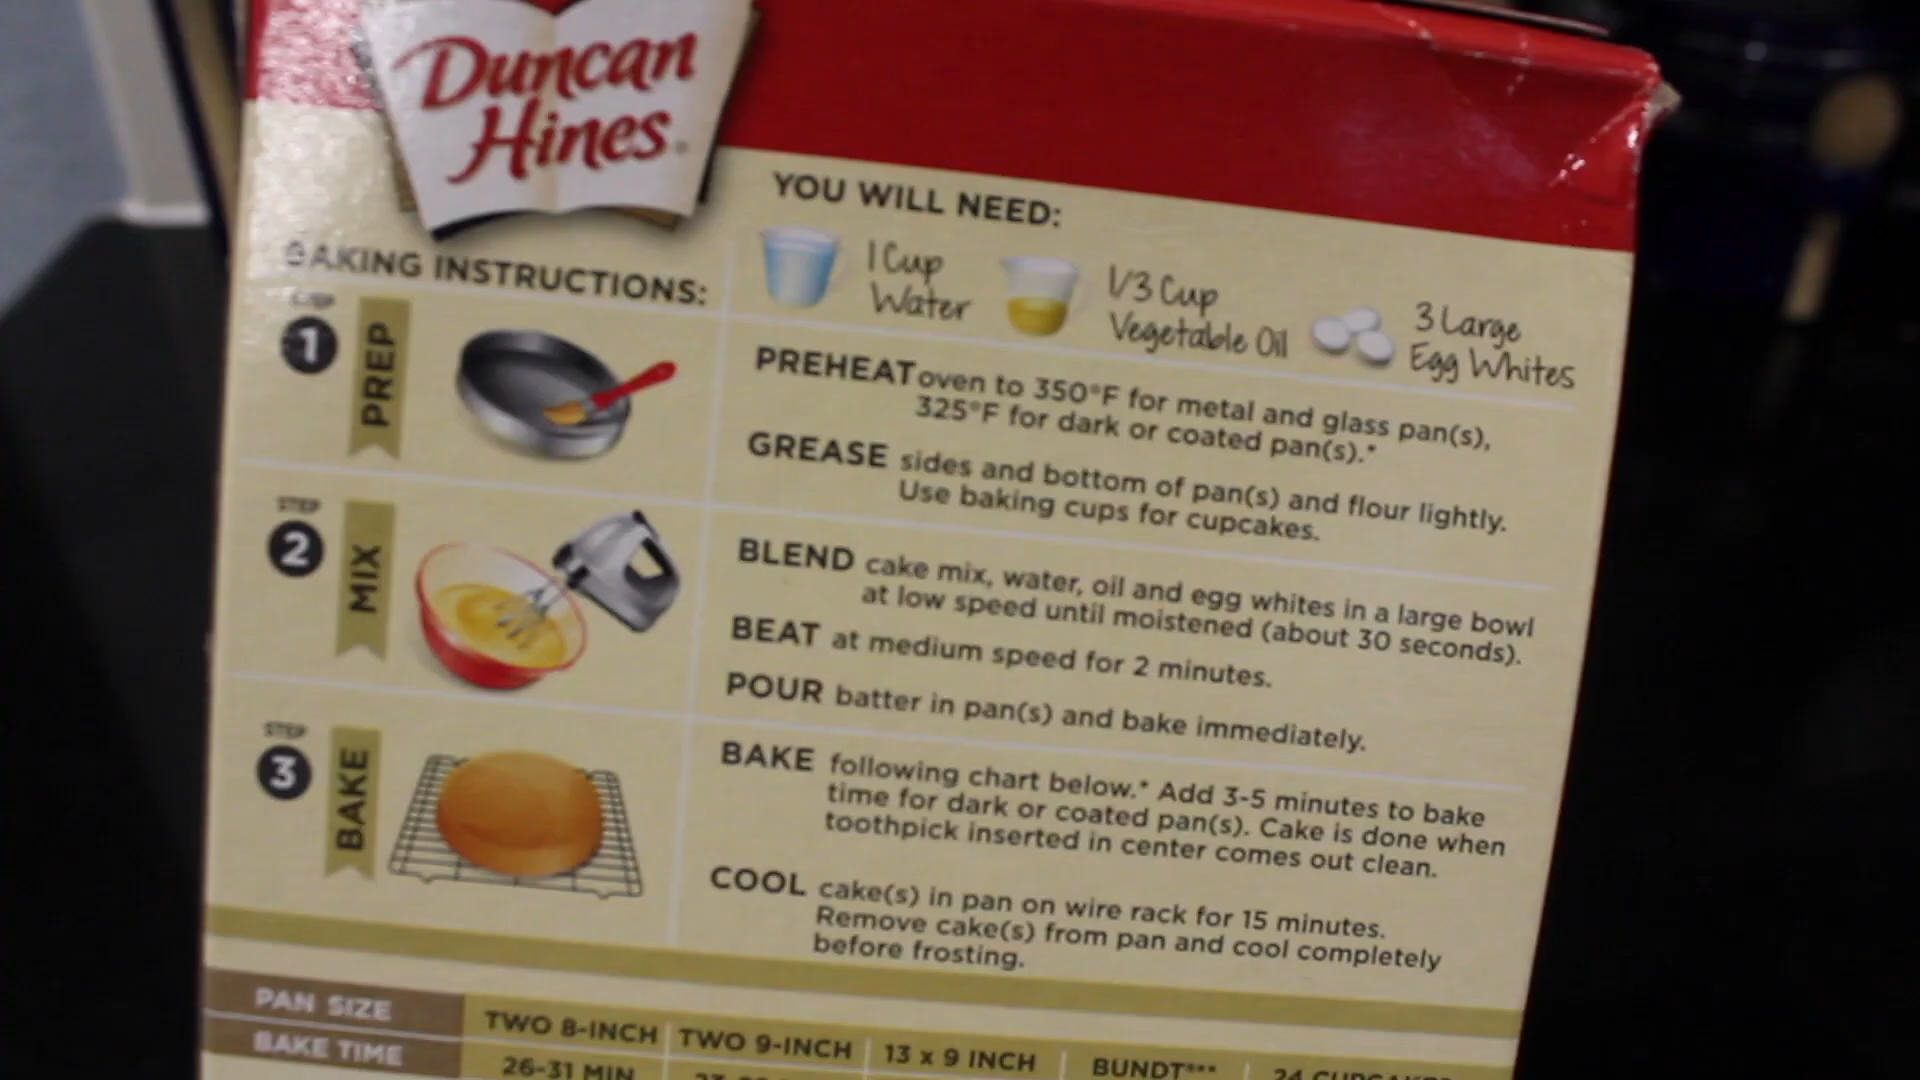 Duncan
Hines
YOU WILL NEED:
1 Cup
Water
1/3 Cup
Vegetable Oil
3 Large
Egg Whites
BAKING INSTRUCTIONS:
STEP
1
PREP
PREHEAT oven to 350°F for metal and glass pan(s),
325°F for dark or coated pan(s).*
GREASE sides and bottom of pan(s) and flour lightly.
Use baking cups for cupcakes.
STEP
2
MIX
BLEND cake mix, water, oil and egg whites in a large bowl
at low speed until moistened (about 30 seconds).
BEAT at medium speed for 2 minutes.
POUR batter in pan(s) and bake immediately.
STEP
3
BAKE
BAKE following chart below.* Add 3-5 minutes to bake
time for dark or coated pan(s). Cake is done when
toothpick inserted in center comes out clean.
COOL cake(s) in pan on wire rack for 15 minutes.
Remove cake(s) from pan and cool completely
before frosting.
PAN SIZE TWO 8-INCH TWO 9-INCH 13 x 9 INCH BUNDT*** 24 CUPCAKES
BAKE TIME 26-31 MIN